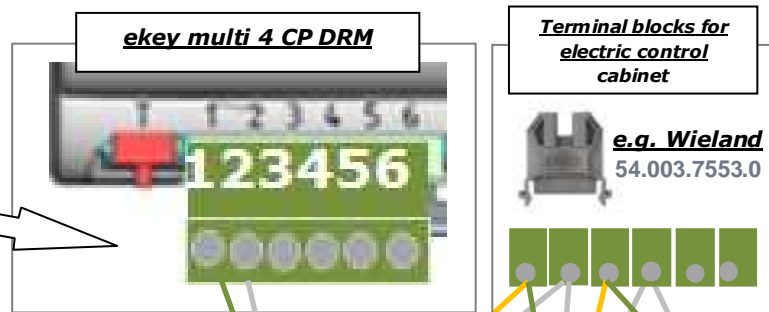 ekey multi 4 CP DRM
1 2 3 4 5 6
123456
Terminal blocks for
electric control
cabinet
e.g. Wieland
54.003.7553.0